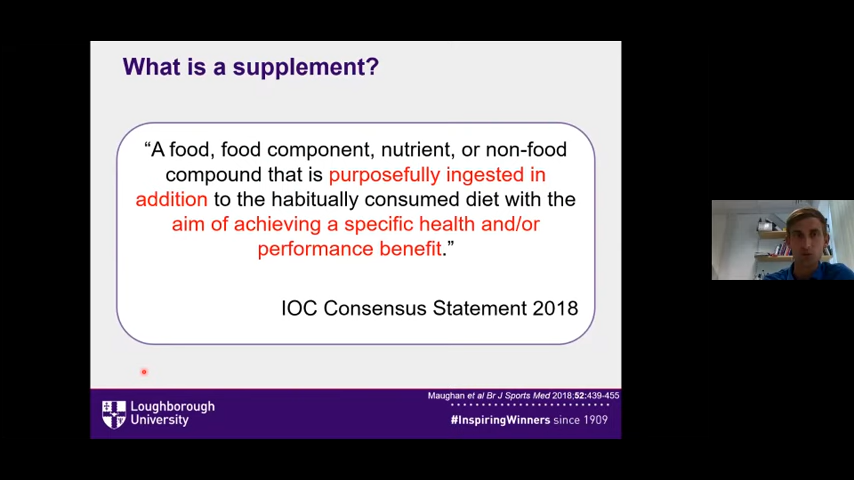 What is a supplement?
“A food, food component, nutrient, or non-food
compound that is purposefully ingested in
addition to the habitually consumed diet with the
aim of achieving a specific health and/or
performance benefit.”
IOC Consensus Statement 2018
Maughan et al Br J Sports Med 2018;52:439-455
Loughborough
University
#InspiringWinners since 1909